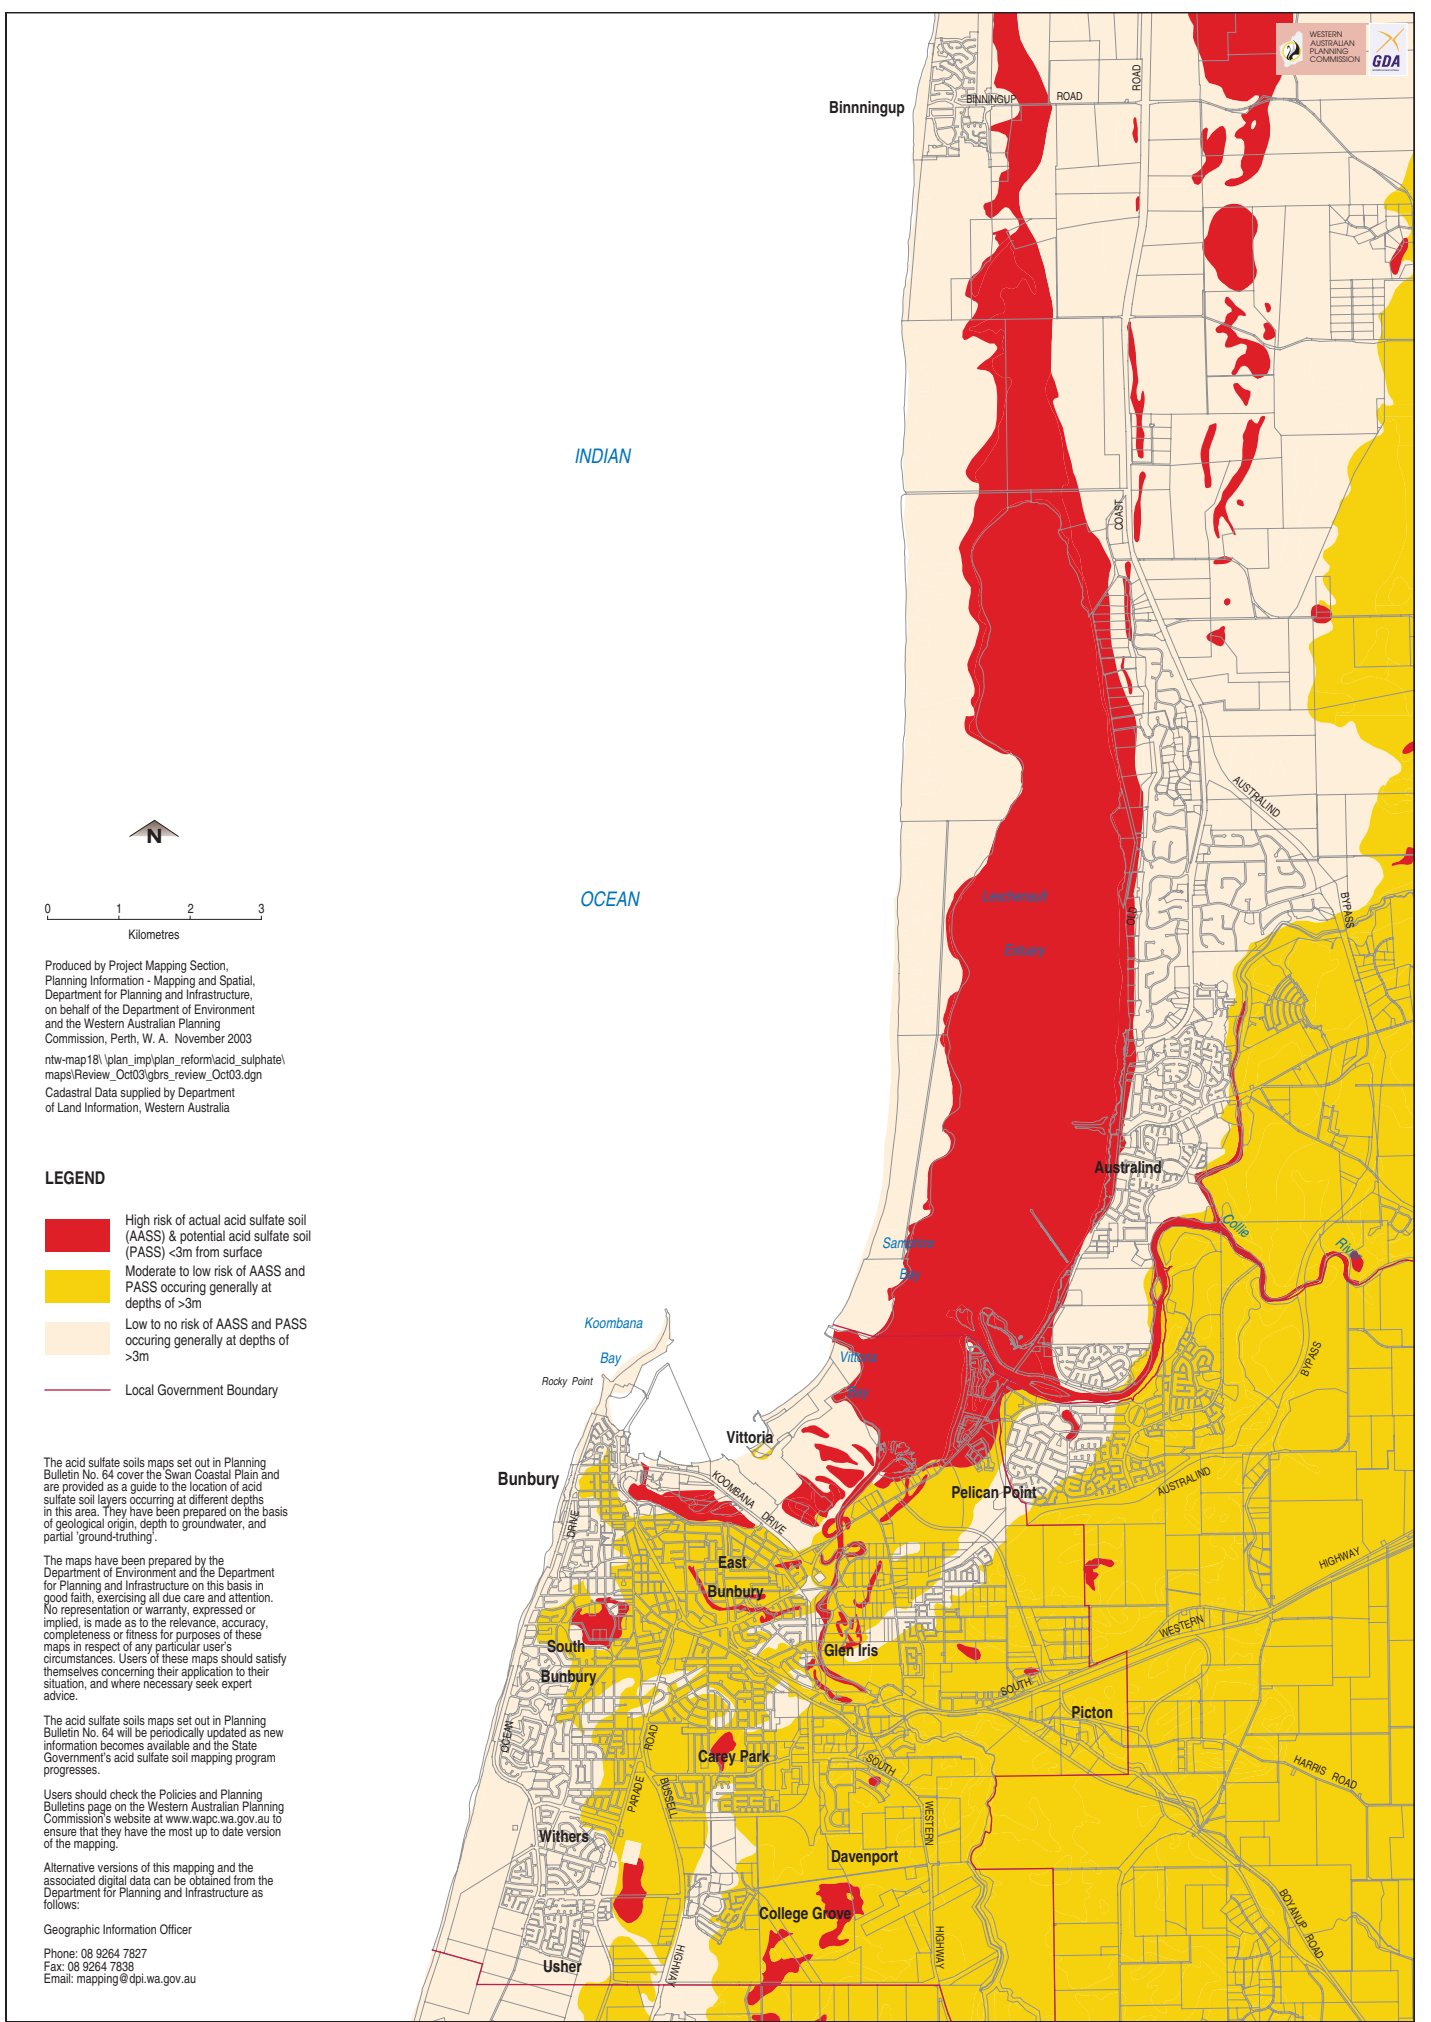 WESTERN
AUSTRALIAN
PLANNING
COMMISSION
GDA
Binnningup
BINNINGUP ROAD
ROAD
INDIAN
COAST
AUSTRALIND
BYPASS
OCEAN
Leschenault
Estuary
OLD
N
0 1 2 3
Kilometres
Produced by Project Mapping Section,
Planning Information - Mapping and Spatial,
Department for Planning and Infrastructure,
on behalf of the Department of Environment
and the Western Australian Planning
Commission, Perth, W. A. November 2003
ntw-map18\ \plan_imp\plan_reform\acid_sulphate\
maps\Review_Oct03\gbrs_review_Oct03.dgn
Cadastral Data supplied by Department
of Land Information, Western Australia
LEGEND
High risk of actual acid sulfate soil
(AASS) & potential acid sulfate soil
(PASS) <3m from surface
Moderate to low risk of AASS and
PASS occuring generally at
depths of >3m
Low to no risk of AASS and PASS
occuring generally at depths of
>3m
Local Government Boundary
The acid sulfate soils maps set out in Planning
Bulletin No. 64 cover the Swan Coastal Plain and
are provided as a guide to the location of acid
sulfate soil layers occurring at different depths
in this area. They have been prepared on the basis
of geological origin, depth to groundwater, and
partial 'ground-truthing'.
The maps have been prepared by the
Department of Environment and the Department
for Planning and Infrastructure on this basis in
good faith, exercising all due care and attention.
No representation or warranty, expressed or
implied, is made as to the relevance, accuracy,
completeness or fitness for purposes of these
maps in respect of any particular user's
circumstances. Users of these maps should satisfy
themselves concerning their application to their
situation, and where necessary seek expert
advice.
The acid sulfate soils maps set out in Planning
Bulletin No. 64 will be periodically updated as new
information becomes available and the State
Government's acid sulfate soil mapping program
progresses.
Users should check the Policies and Planning
Bulletins page on the Western Australian Planning
Commission's website at www.wapc.wa.gov.au to
ensure that they have the most up to date version
of the mapping.
Alternative versions of this mapping and the
associated digital data can be obtained from the
Department for Planning and Infrastructure as
follows:
Geographic Information Officer
Phone: 08 9264 7827
Fax: 08 9264 7838
Email: mapping@dpi.wa.gov.au
Australind
Collie
River
Bay
Koombana
Bay
Rocky Point
Vittoria
Bay
BYPASS
Vittoria
Bunbury
KOOMBANA
DRIVE
Pelican Point
AUSTRALIND
DRIVE
East
Bunbury
HIGHWAY
WESTERN
SOUTH
South
Bunbury
Glen Iris
Picton
OCEAN
ROAD
Carey Park
SOUTH
HARRIS ROAD
PARADE
BUSSELL
WESTERN
Withers
Davenport
College Grove
BOYANUP
ROAD
HIGHWAY
HIGHWAY
Usher